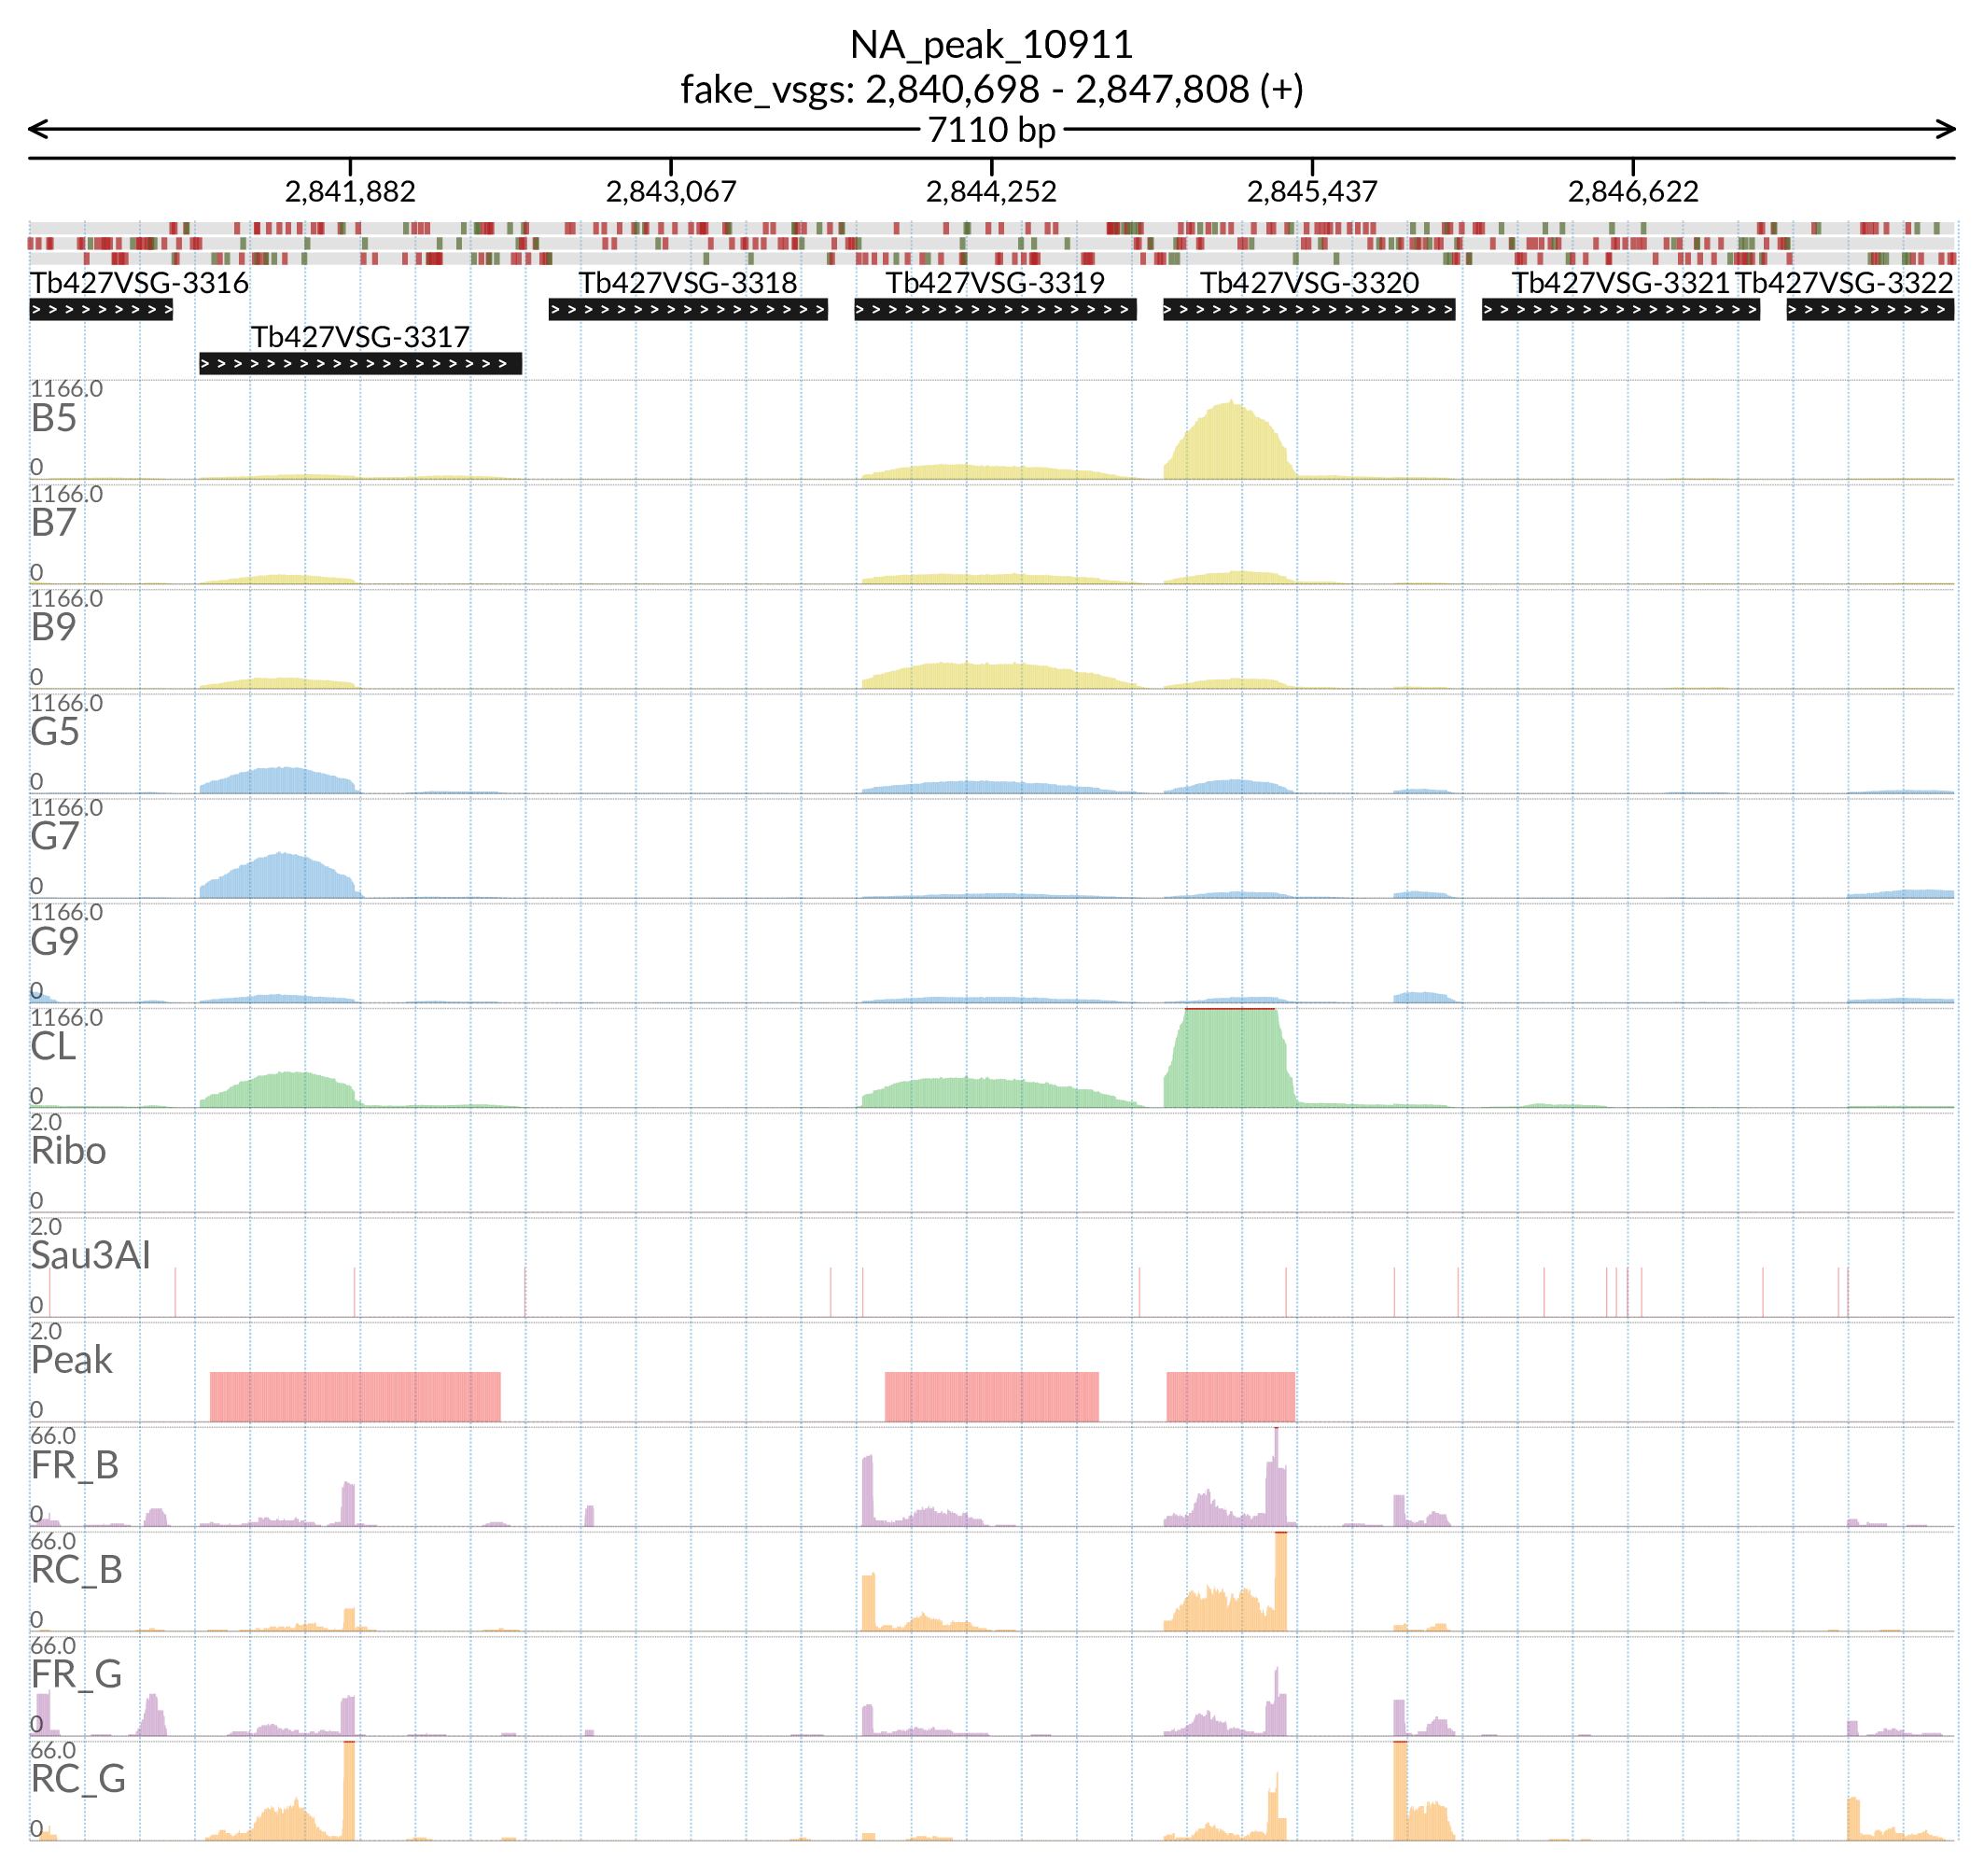 NA_peak_10911
fake_vsgs: 2,840,698 - 2,847,808 (+)
7110 bp
2,841,882 2,843,067 2,844,252 2,845,437 2,846,622
Tb427VSG-3316 Tb427VSG-3318 Tb427VSG-3319 Tb427VSG-3320 Tb427VSG-3321 Tb427VSG-3322
Tb427VSG-3317
1166.0
B5
0
1166.0
B7
0
1166.0
B9
0
1166.0
G5
0
1166.0
G7
0
1166.0
G9
0
1166.0
CL
0
2.0
Ribo
0
2.0
Sau3AI
0
2.0
Peak
0
66.0
FR_B
0
66.0
RC_B
0
66.0
FR_G
0
66.0
RC_G
0